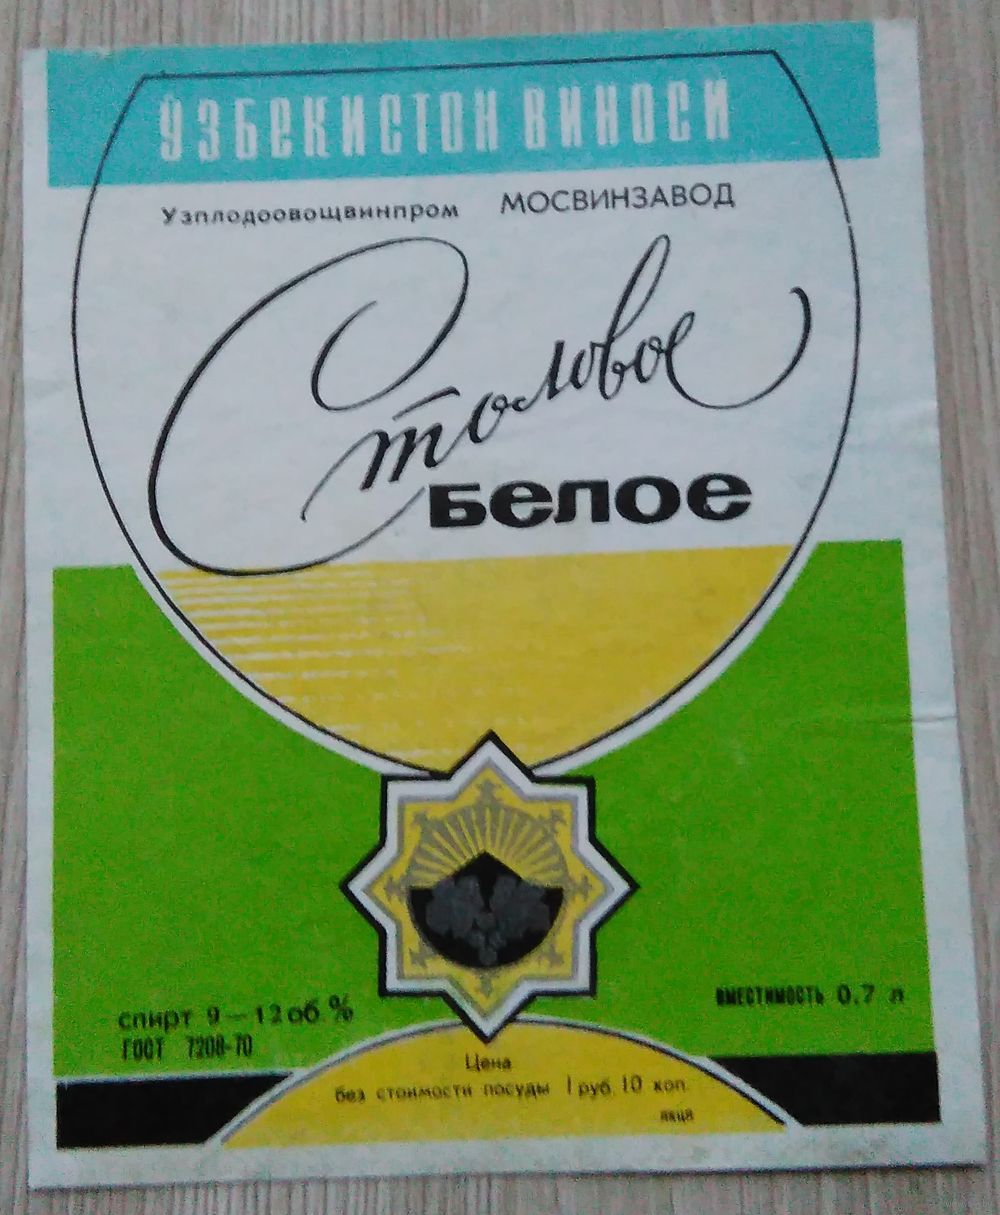 ЎЗБЕКИСТОН ВИНОСИ
Узплодоовощвинпром МОСВИНЗАВОД
Столовое
БЕЛОЕ
спирт 9—12 об.%
ГОСТ 7208-70
вместимость 0.7 л
Цена
без стоимости посуды 1 руб. 10 коп.